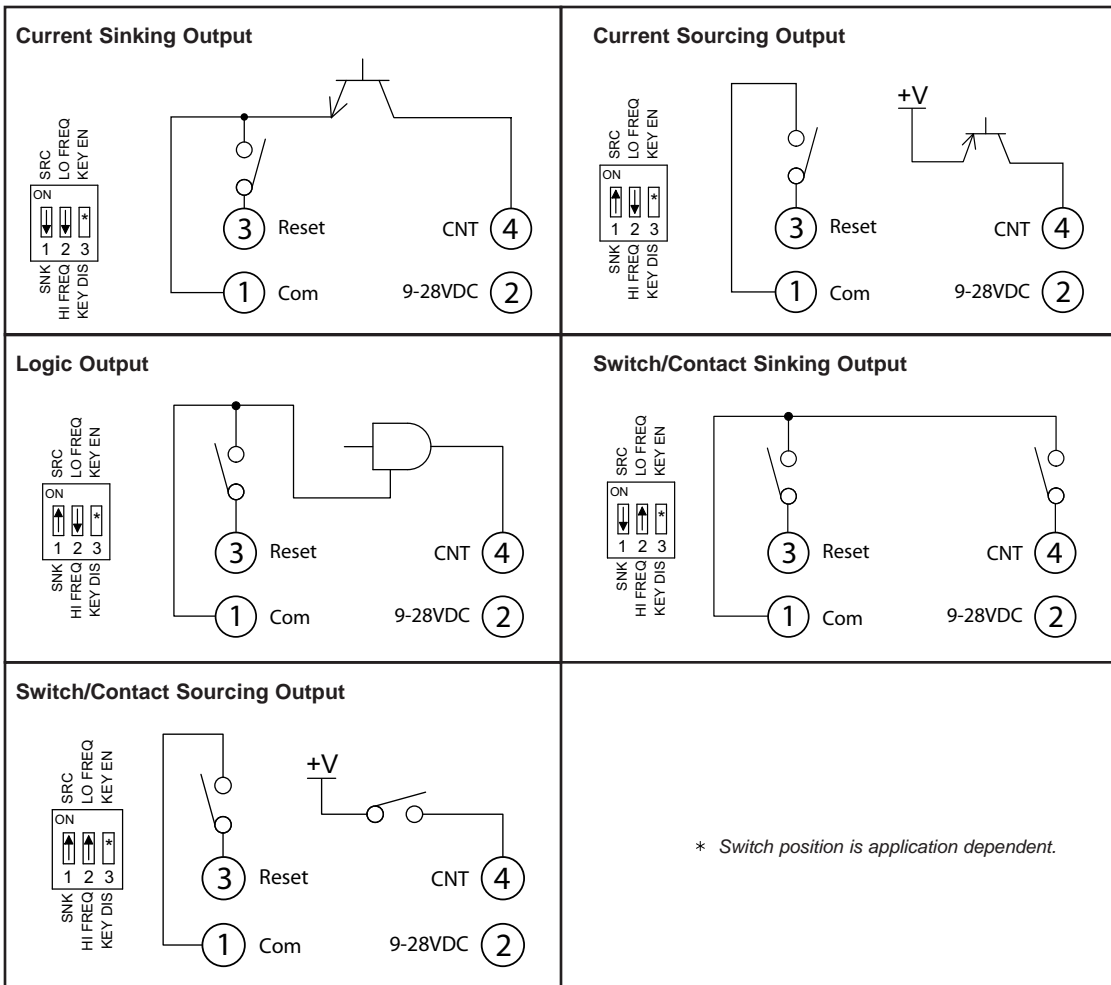 Current Sinking Output
SRC
LO FREQ
KEY EN
ON
*
1 2 3
SNK
HI FREQ
KEY DIS
3 Reset
CNT 4
1 Com
9-28VDC 2
Current Sourcing Output
+V
SRC
LO FREQ
KEY EN
ON
*
1 2 3
SNK
HI FREQ
KEY DIS
3 Reset
CNT 4
1 Com
9-28VDC 2
Logic Output
SRC
LO FREQ
KEY EN
ON
*
1 2 3
SNK
HI FREQ
KEY DIS
3 Reset
CNT 4
1 Com
9-28VDC 2
Switch/Contact Sinking Output
SRC
LO FREQ
KEY EN
ON
*
1 2 3
SNK
HI FREQ
KEY DIS
3 Reset
CNT 4
1 Com
9-28VDC 2
Switch/Contact Sourcing Output
+V
SRC
LO FREQ
KEY EN
ON
*
1 2 3
SNK
HI FREQ
KEY DIS
3 Reset
CNT 4
1 Com
9-28VDC 2
* Switch position is application dependent.